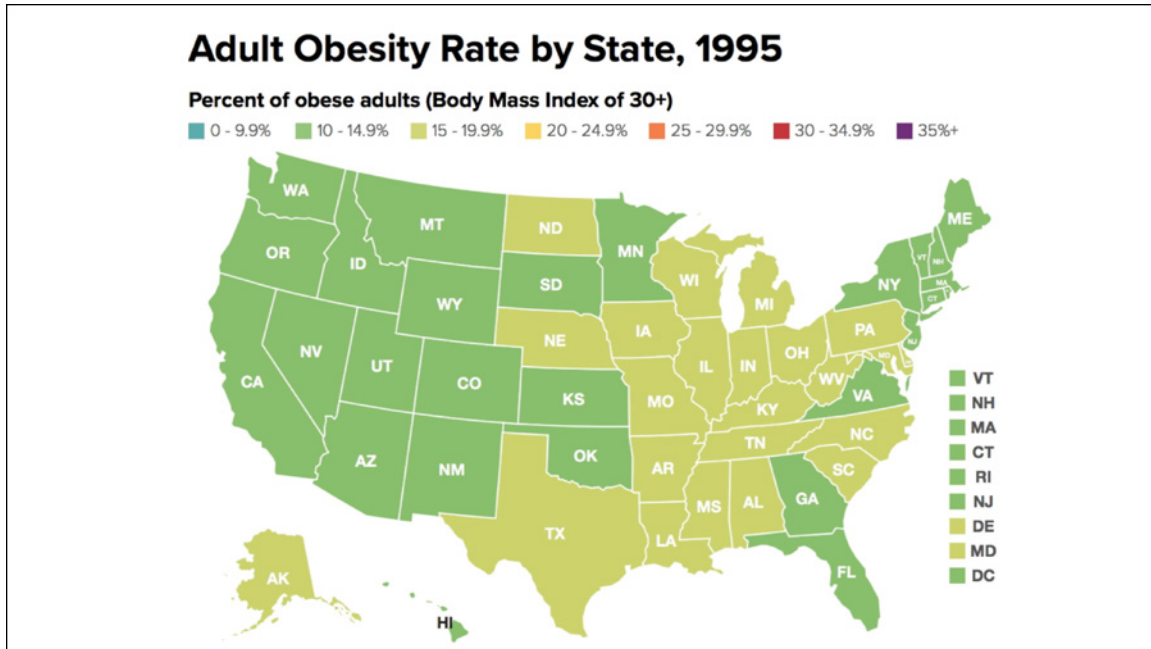 Adult Obesity Rate by State, 1995
Percent of obese adults (Body Mass Index of 30+)
0 - 9.9% 10 - 14.9% 15 - 19.9% 20 - 24.9% 25 - 29.9% 30 - 34.9% 35%+
WA
MT
ND
MN
ME
OR
ID
SD
WI
VT
NH
NY
MA
WY
MI
CT
IA
PA
NE
NJ
NV
UT
OH
IL
IN
MD
CA
CO
WV
VA
KS
MO
KY
NC
TN
AZ
NM
OK
AR
SC
MS
AL
GA
TX
LA
FL
AK
HI
VT
NH
MA
CT
RI
NJ
DE
MD
DC